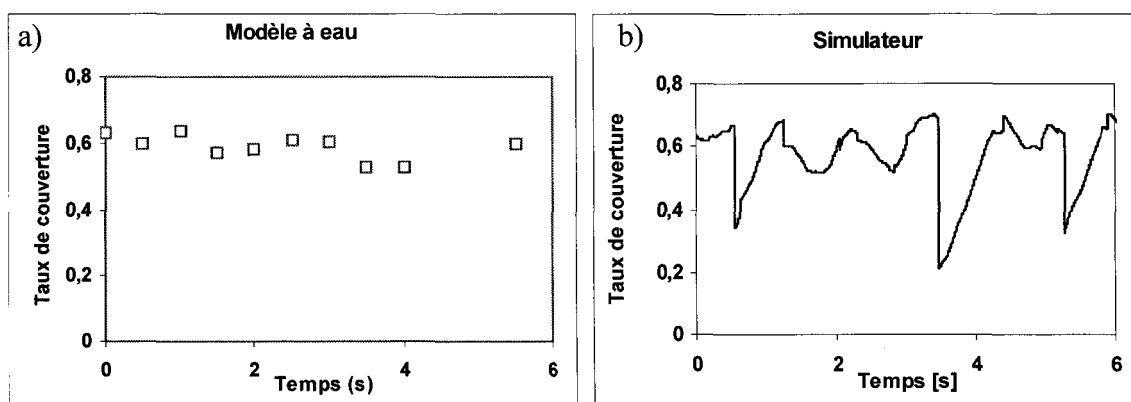 a)
Modèle à eau
0,8
0,6
0,4
0,2
0
Taux de couverture
0 2 4 6
Temps (s)
b)
Simulateur
0,8
0,6
0,4
0,2
0
Taux de couverture
0 2 4 6
Temps [s]